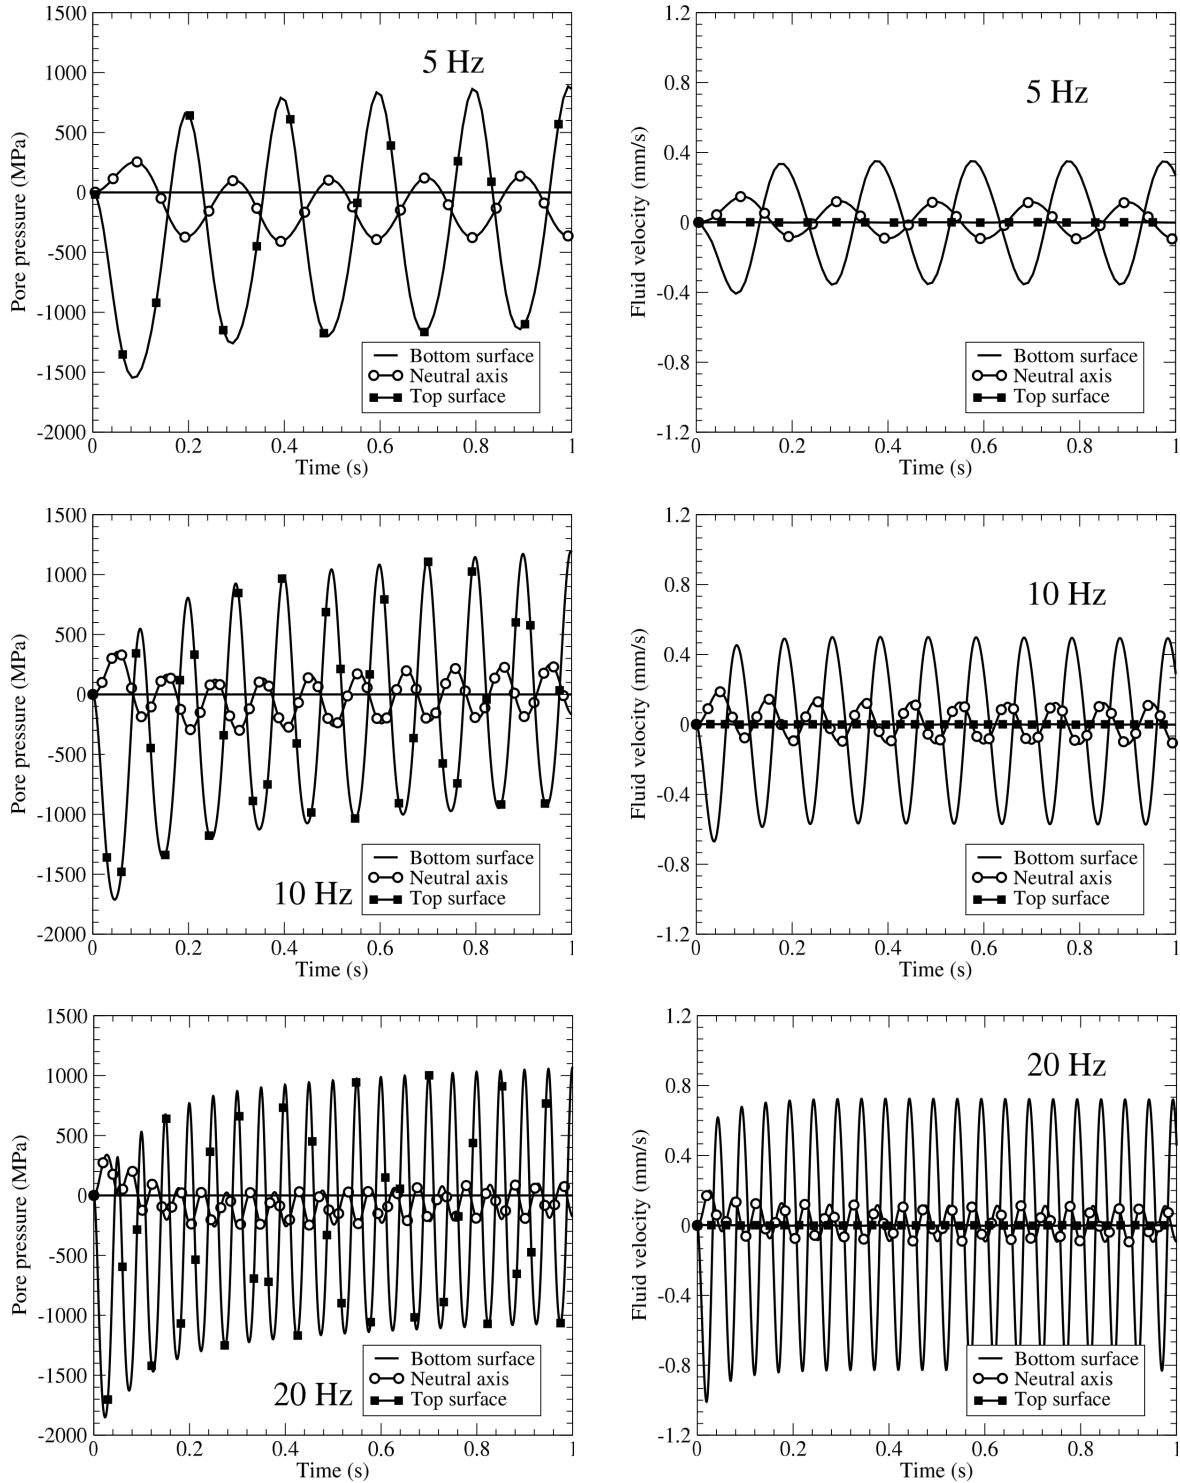 1500
1000
500
0
-500
-1000
-1500
-2000
Pore pressure (MPa)
5 Hz
Bottom surface
Neutral axis
Top surface
0 0.2 0.4 0.6 0.8 1
Time (s)
1.2
0.8
0.4
0
-0.4
-0.8
-1.2
Fluid velocity (mm/s)
5 Hz
Bottom surface
Neutral axis
Top surface
0 0.2 0.4 0.6 0.8 1
Time (s)
1500
1000
500
0
-500
-1000
-1500
-2000
Pore pressure (MPa)
10 Hz
Bottom surface
Neutral axis
Top surface
0 0.2 0.4 0.6 0.8 1
Time (s)
1.2
0.8
0.4
0
-0.4
-0.8
-1.2
Fluid velocity (mm/s)
10 Hz
Bottom surface
Neutral axis
Top surface
0 0.2 0.4 0.6 0.8 1
Time (s)
1500
1000
500
0
-500
-1000
-1500
-2000
Pore pressure (MPa)
20 Hz
Bottom surface
Neutral axis
Top surface
0 0.2 0.4 0.6 0.8 1
Time (s)
1.2
0.8
0.4
0
-0.4
-0.8
-1.2
Fluid velocity (mm/s)
20 Hz
Bottom surface
Neutral axis
Top surface
0 0.2 0.4 0.6 0.8 1
Time (s)